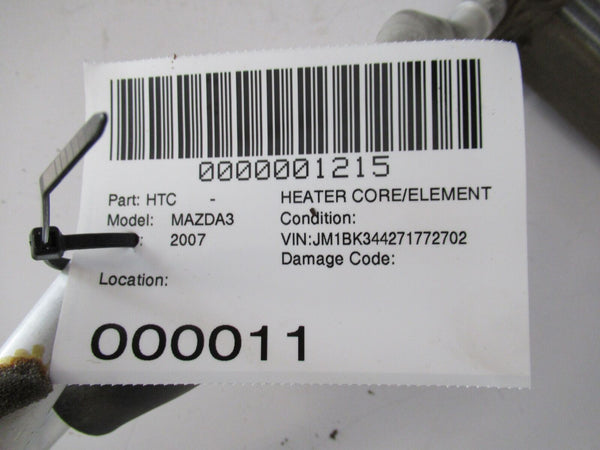 0000001215
Part: HTC - HEATER CORE/ELEMENT
Model: MAZDA3 Condition:
: 2007 VIN:JM1BK344271772702
Damage Code:
Location:
000011